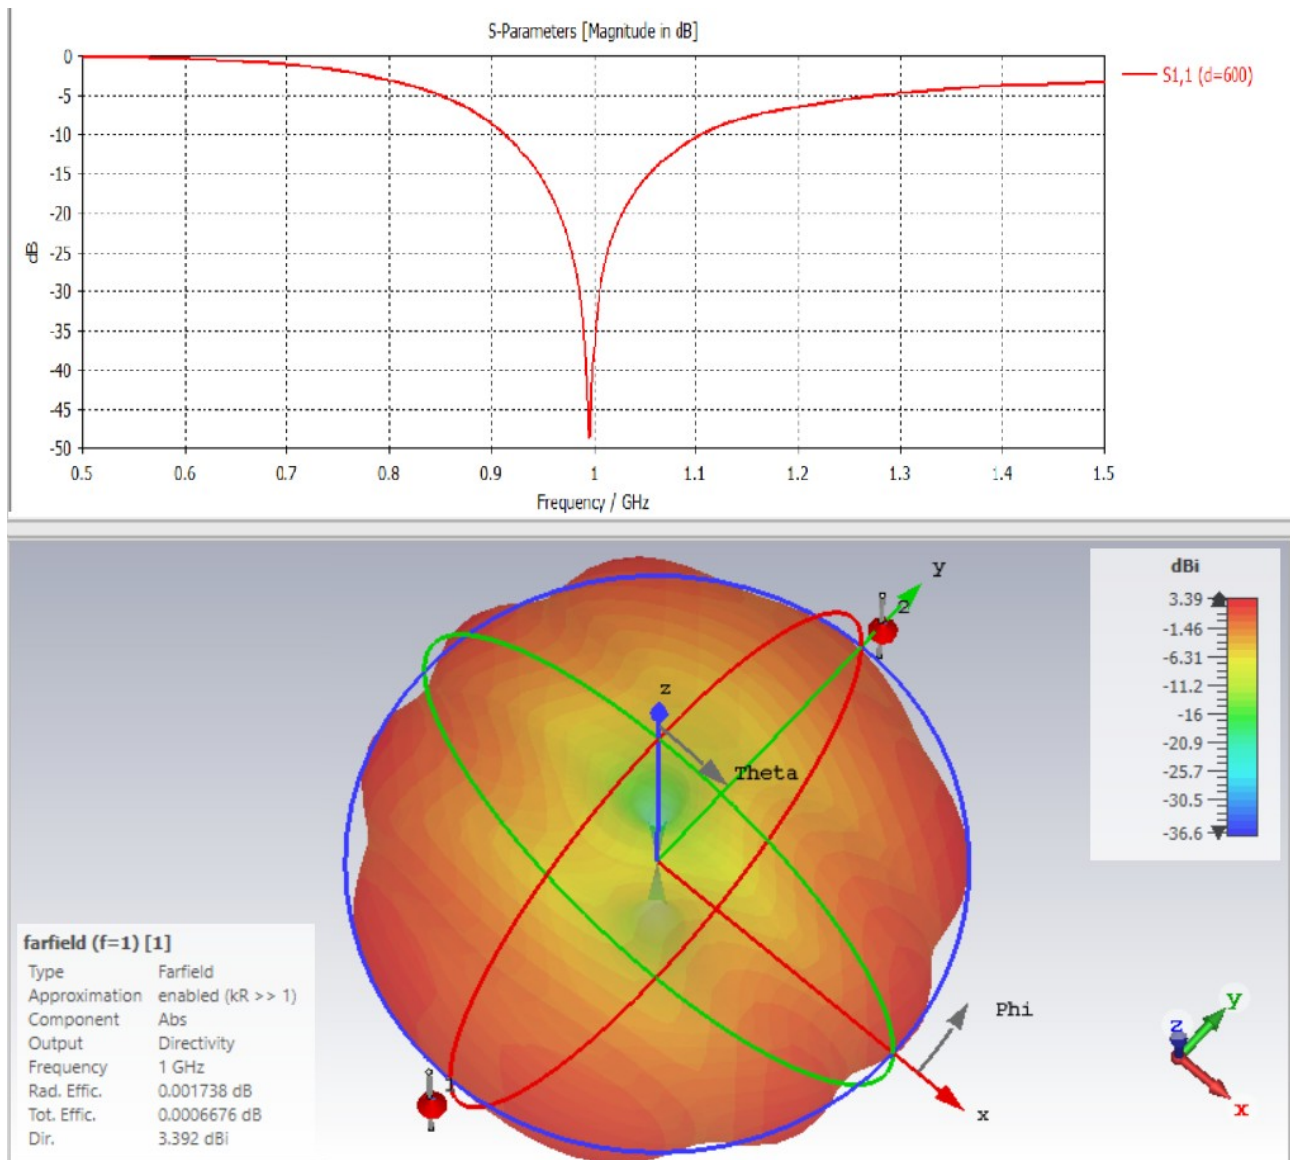 S-Parameters [Magnitude in dB]
0
-5
-10
-15
-20
-25
-30
-35
-40
-45
-50
dB
S1,1 (d=600)
0.5 0.6 0.7 0.8 0.9 1 1.1 1.2 1.3 1.4 1.5
Frequency / GHz
y
2
z
Theta
Phi
x
1
dBi
3.39
-1.46
-6.31
-11.2
-16
-20.9
-25.7
-30.5
-36.6
farfield (f=1) [1]
Type Farfield
Approximation enabled (kR >> 1)
Component Abs
Output Directivity
Frequency 1 GHz
Rad. Effic. 0.001738 dB
Tot. Effic. 0.0006676 dB
Dir. 3.392 dBi
y
z
x